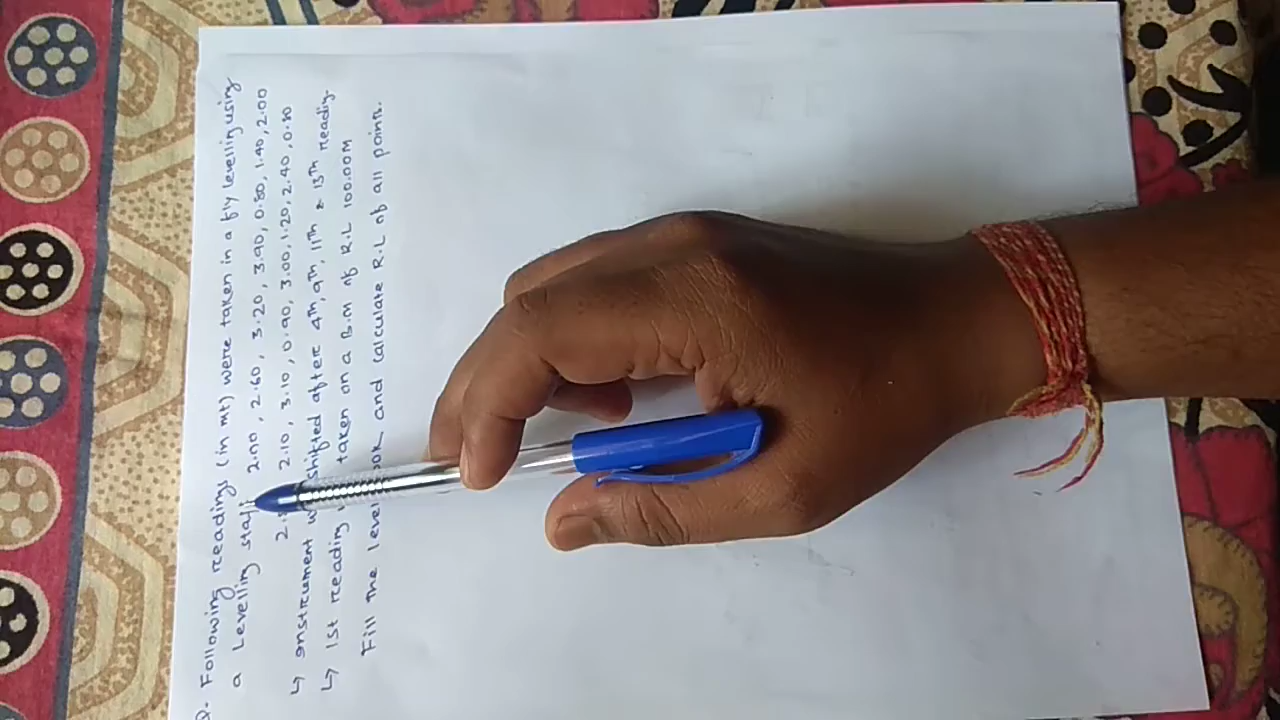 Q. Following readings (in mt) were taken in a fly levelling using
a Levelling staff 2.60, 3.20, 3.90, 0.80, 1.40, 2.00
2.10, 3.10, 0.90, 3.00, 1.20, 2.40, 0.80
↳ instrument shifted after 4th, 9th, 11th & 13th reading.
↳ 1st reading taken on a B.M of R.L 100.00M
Fill the level and calculate R.L of all points.